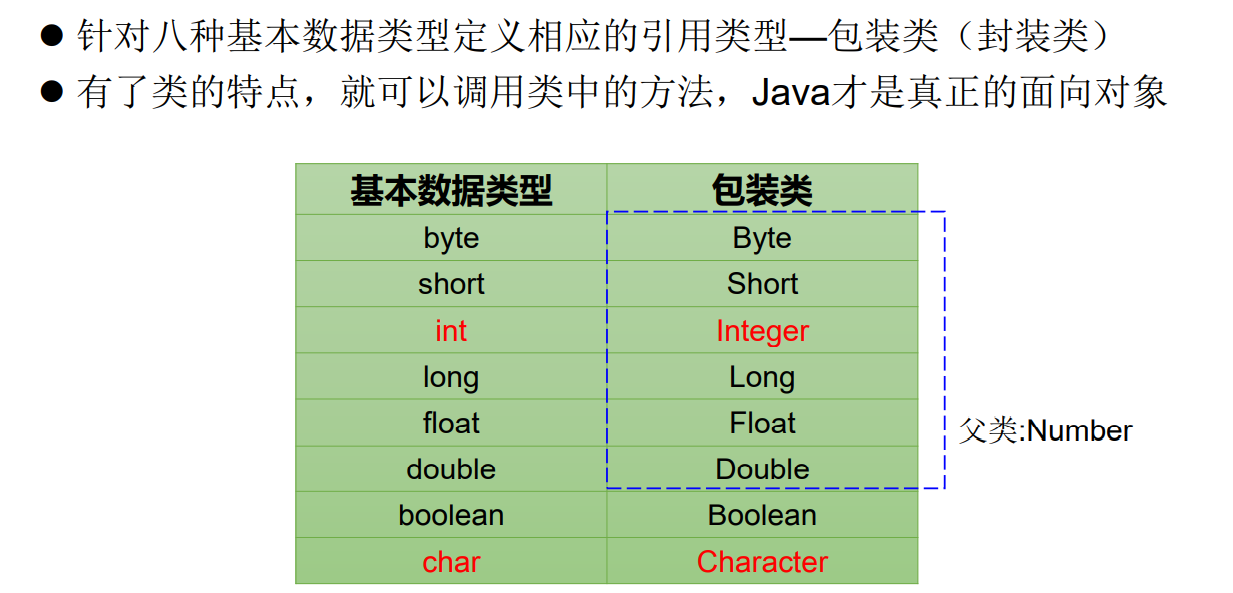 ● 针对八种基本数据类型定义相应的引用类型—包装类（封装类）
● 有了类的特点，就可以调用类中的方法，Java才是真正的面向对象
基本数据类型 包装类
byte Byte
short Short
int Integer
long Long
float Float
double Double
boolean Boolean
char Character
父类:Number